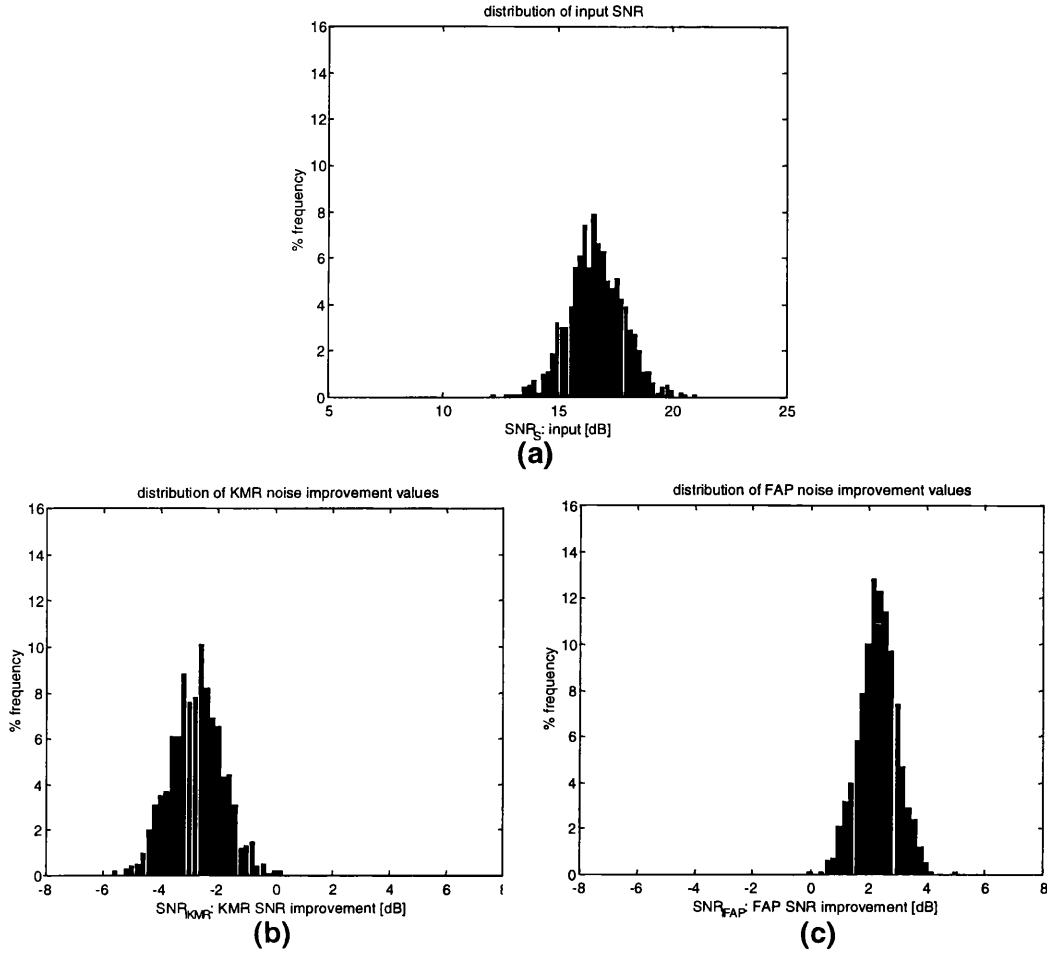 distribution of input SNR
16
14
12
10
8
6
4
2
0
% frequency
5 10 15 20 25
SNR_S: input [dB]
(a)
distribution of KMR noise improvement values
16
14
12
10
8
6
4
2
0
% frequency
-8 -6 -4 -2 0 2 4 6
SNR_IKMR: KMR SNR improvement [dB]
(b)
distribution of FAP noise improvement values
16
14
12
10
8
6
4
2
0
% frequency
-8 -6 -4 -2 0 2 4 6 8
SNR_IFAP: FAP SNR improvement [dB]
(c)